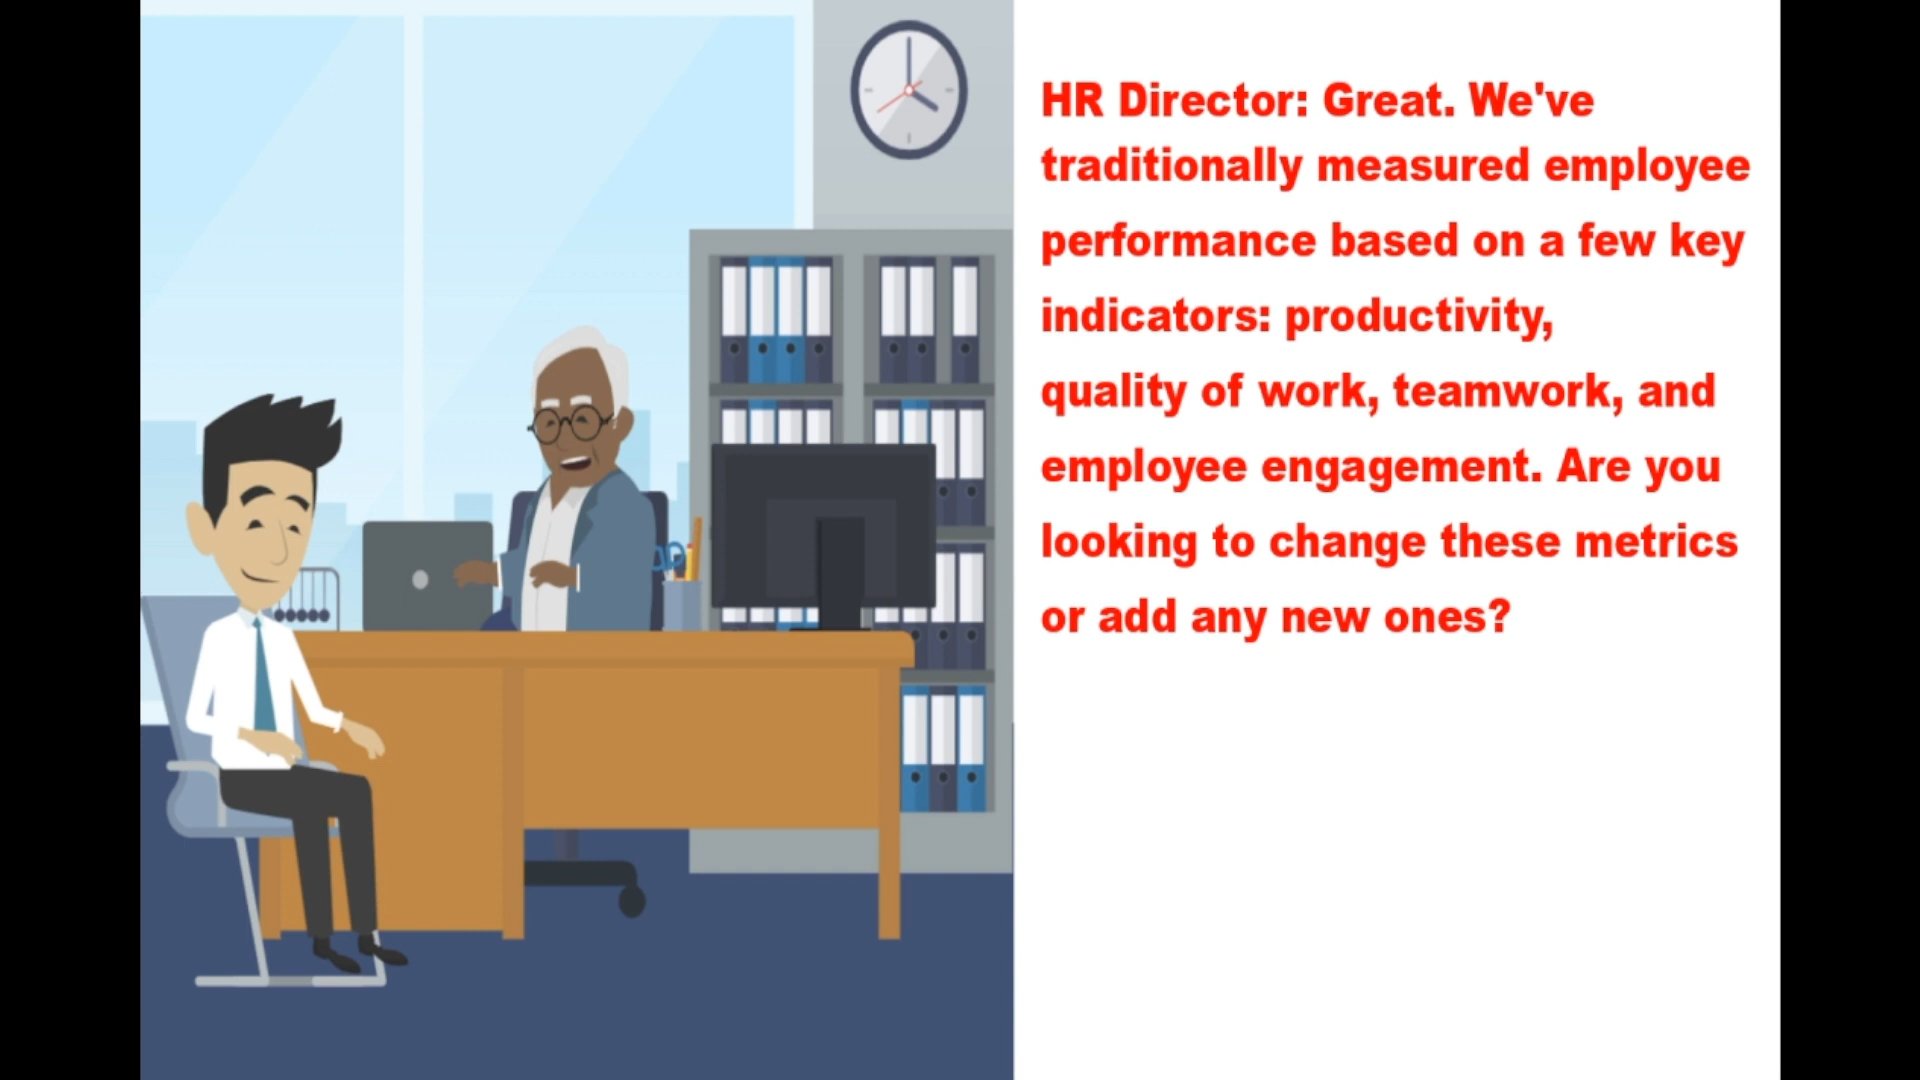 HR Director: Great. We've
traditionally measured employee
performance based on a few key
indicators: productivity,
quality of work, teamwork, and
employee engagement. Are you
looking to change these metrics
or add any new ones?